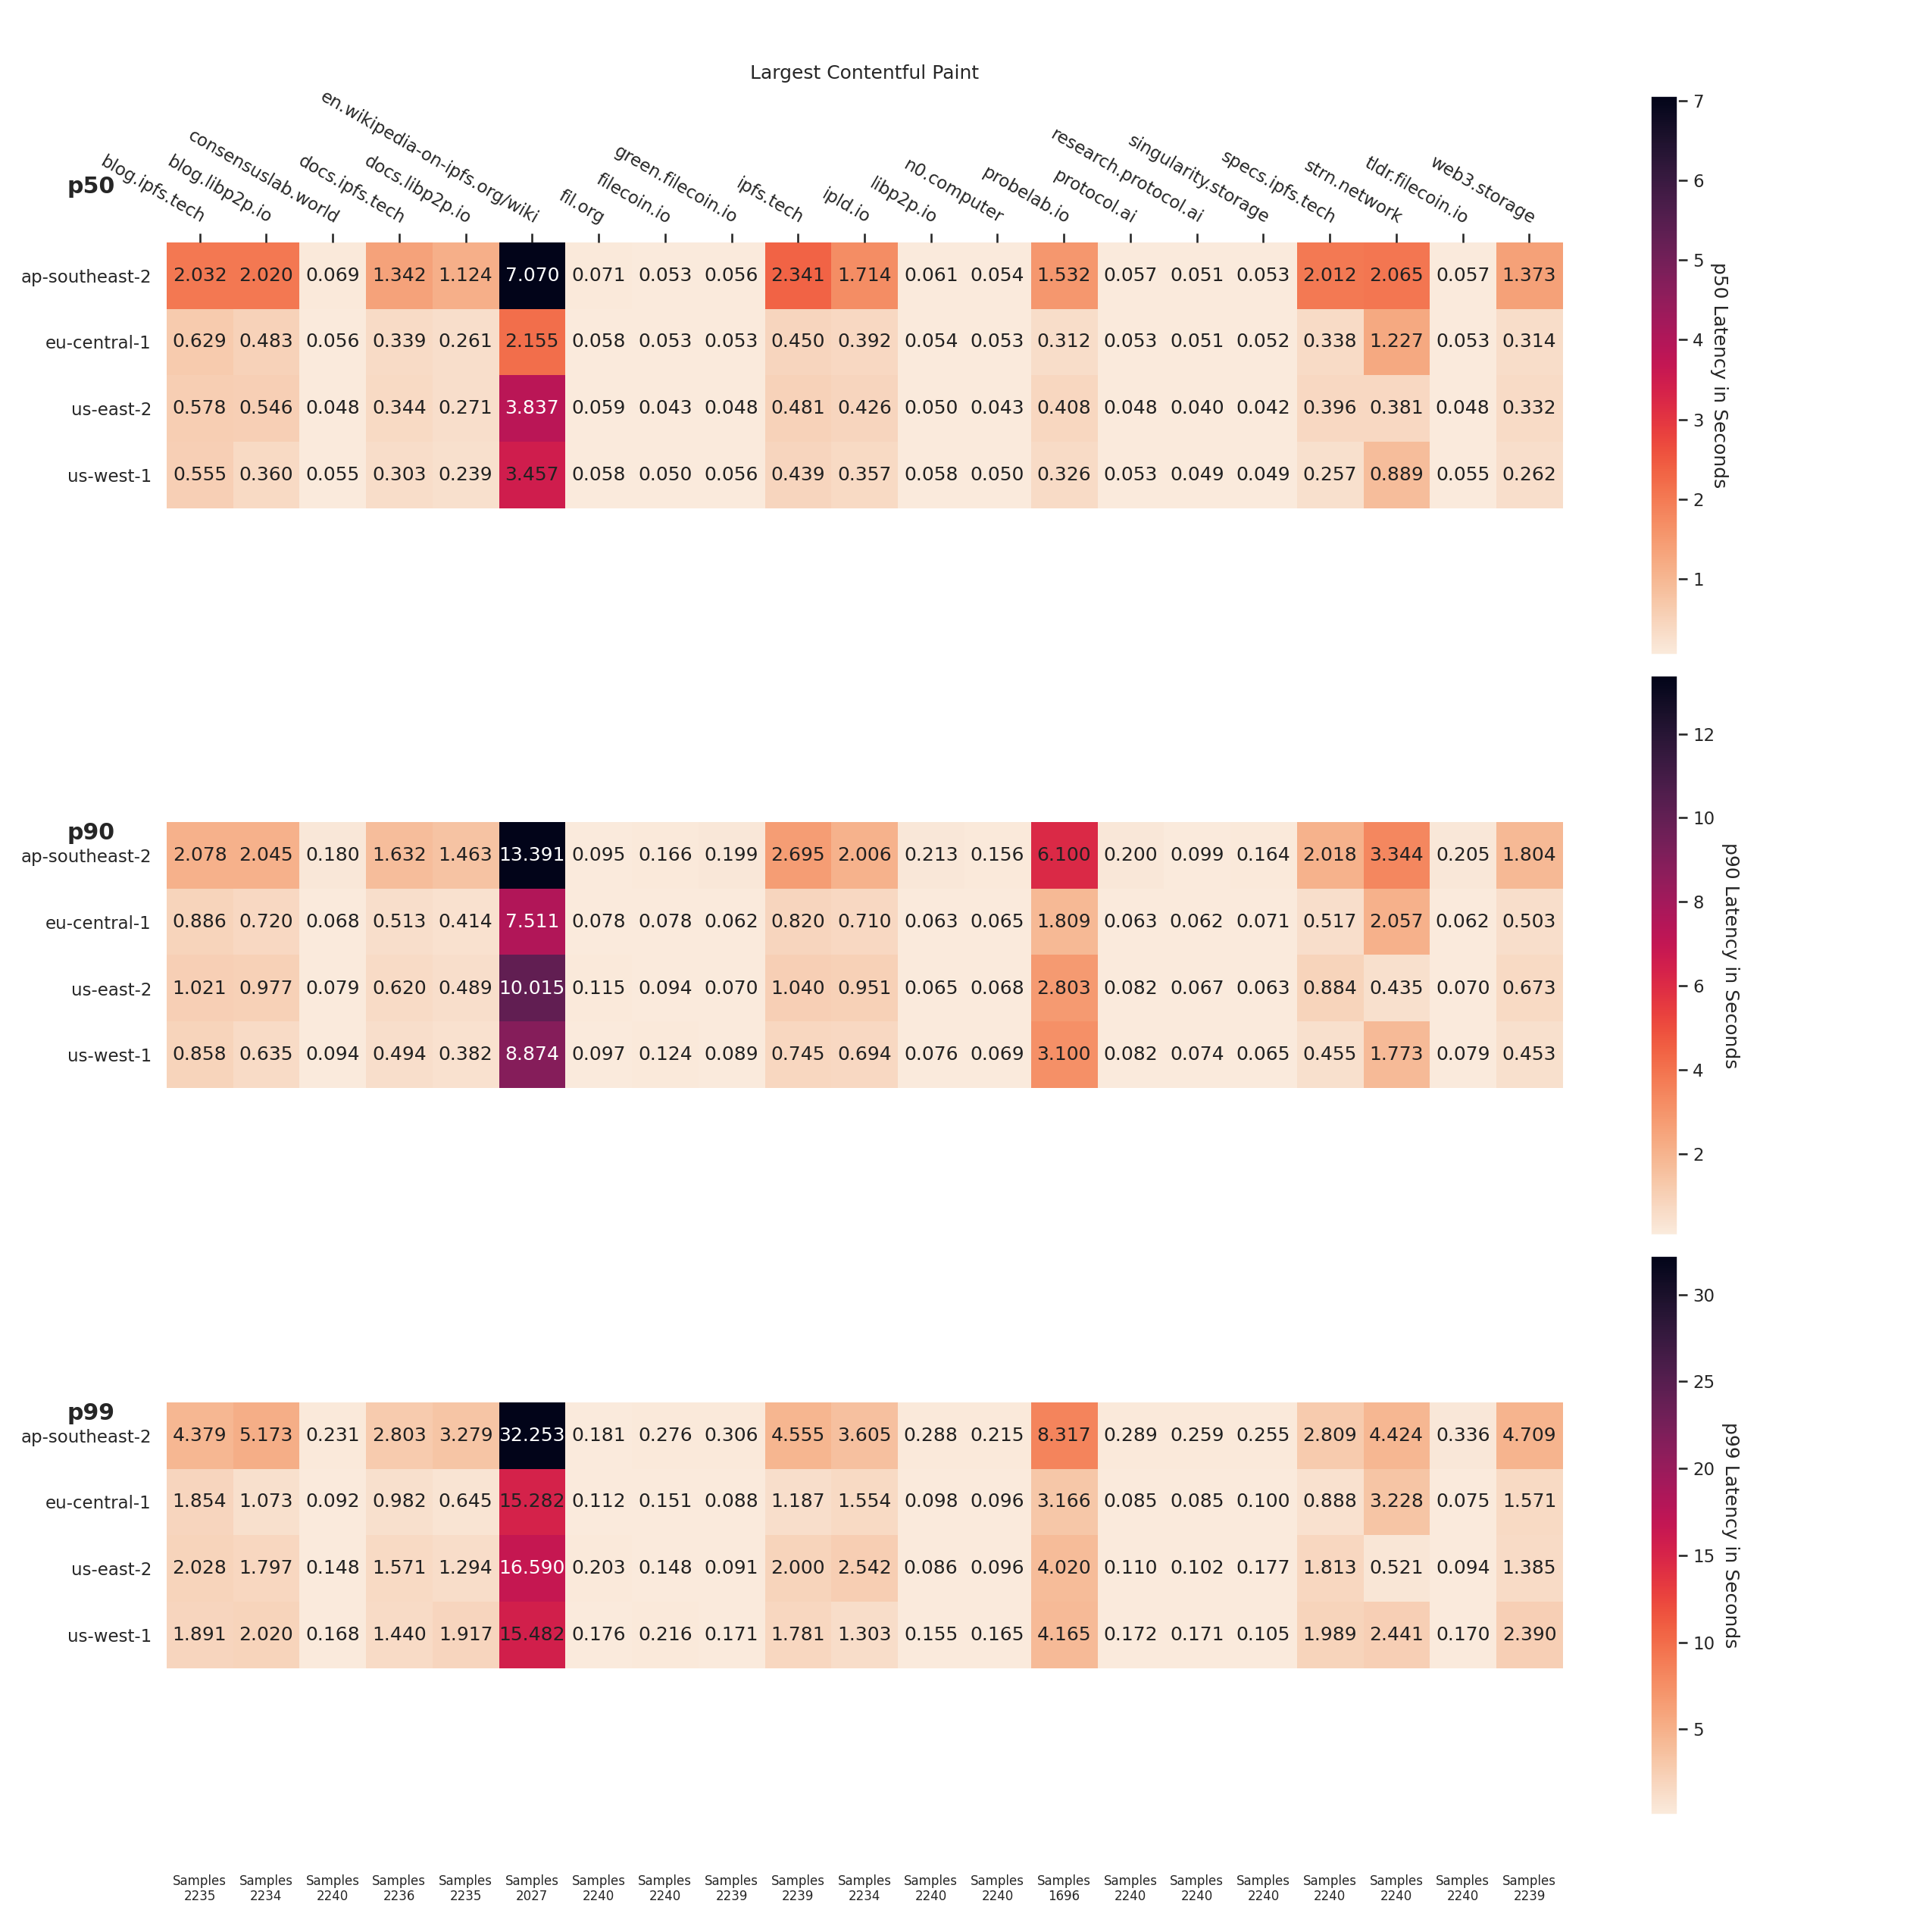 Largest Contentful Paint
p50
blog.ipfs.tech
blog.libp2p.io
consensuslab.world
docs.ipfs.tech
docs.libp2p.io
en.wikipedia-on-ipfs.org/wiki
fil.org
filecoin.io
green.filecoin.io
ipfs.tech
ipld.io
libp2p.io
n0.computer
probelab.io
protocol.ai
research.protocol.ai
singularity.storage
specs.ipfs.tech
strn.network
tldr.filecoin.io
web3.storage
ap-southeast-2 2.032 2.020 0.069 1.342 1.124 7.070 0.071 0.053 0.056 2.341 1.714 0.061 0.054 1.532 0.057 0.051 0.053 2.012 2.065 0.057 1.373
eu-central-1 0.629 0.483 0.056 0.339 0.261 2.155 0.058 0.053 0.053 0.450 0.392 0.054 0.053 0.312 0.053 0.051 0.052 0.338 1.227 0.053 0.314
us-east-2 0.578 0.546 0.048 0.344 0.271 3.837 0.059 0.043 0.048 0.481 0.426 0.050 0.043 0.408 0.048 0.040 0.042 0.396 0.381 0.048 0.332
us-west-1 0.555 0.360 0.055 0.303 0.239 3.457 0.058 0.050 0.056 0.439 0.357 0.058 0.050 0.326 0.053 0.049 0.049 0.257 0.889 0.055 0.262
7
6
5
4
3
2
1
p50 Latency in Seconds
p90
ap-southeast-2 2.078 2.045 0.180 1.632 1.463 13.391 0.095 0.166 0.199 2.695 2.006 0.213 0.156 6.100 0.200 0.099 0.164 2.018 3.344 0.205 1.804
eu-central-1 0.886 0.720 0.068 0.513 0.414 7.511 0.078 0.078 0.062 0.820 0.710 0.063 0.065 1.809 0.063 0.062 0.071 0.517 2.057 0.062 0.503
us-east-2 1.021 0.977 0.079 0.620 0.489 10.015 0.115 0.094 0.070 1.040 0.951 0.065 0.068 2.803 0.082 0.067 0.063 0.884 0.435 0.070 0.673
us-west-1 0.858 0.635 0.094 0.494 0.382 8.874 0.097 0.124 0.089 0.745 0.694 0.076 0.069 3.100 0.082 0.074 0.065 0.455 1.773 0.079 0.453
12
10
8
6
4
2
p90 Latency in Seconds
p99
ap-southeast-2 4.379 5.173 0.231 2.803 3.279 32.253 0.181 0.276 0.306 4.555 3.605 0.288 0.215 8.317 0.289 0.259 0.255 2.809 4.424 0.336 4.709
eu-central-1 1.854 1.073 0.092 0.982 0.645 15.282 0.112 0.151 0.088 1.187 1.554 0.098 0.096 3.166 0.085 0.085 0.100 0.888 3.228 0.075 1.571
us-east-2 2.028 1.797 0.148 1.571 1.294 16.590 0.203 0.148 0.091 2.000 2.542 0.086 0.096 4.020 0.110 0.102 0.177 1.813 0.521 0.094 1.385
us-west-1 1.891 2.020 0.168 1.440 1.917 15.482 0.176 0.216 0.171 1.781 1.303 0.155 0.165 4.165 0.172 0.171 0.105 1.989 2.441 0.170 2.390
30
25
20
15
10
5
p99 Latency in Seconds
Samples Samples Samples Samples Samples Samples Samples Samples Samples Samples Samples Samples Samples Samples Samples Samples Samples Samples Samples Samples Samples
2235 2234 2240 2236 2235 2027 2240 2240 2239 2239 2234 2240 2240 1696 2240 2240 2240 2240 2240 2240 2239